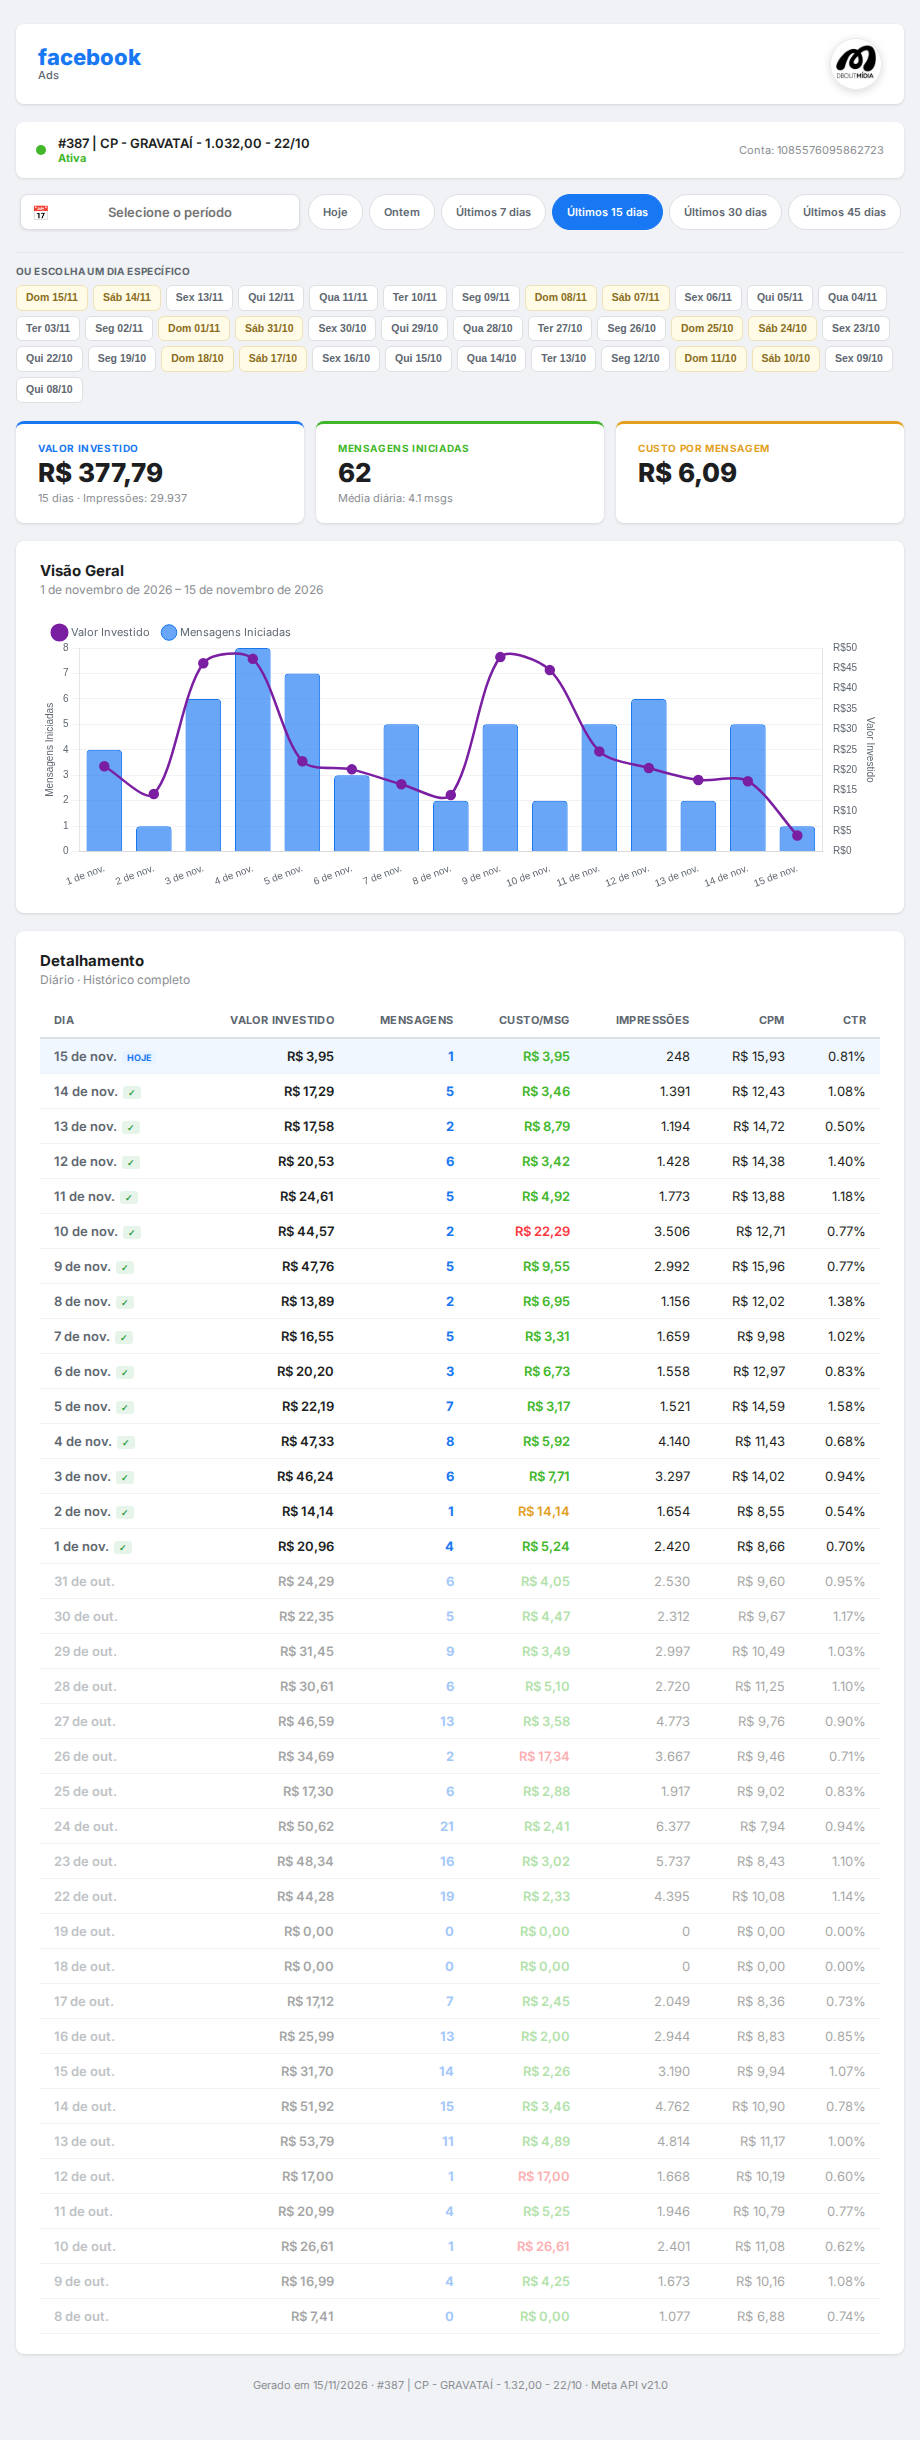 facebook
Ads
DBOUTMÍDIA
#387 | CP - GRAVATAÍ - 1.032,00 - 22/10
Ativa
Conta: 1085576095862723
Selecione o período Hoje Ontem Últimos 7 dias Últimos 15 dias Últimos 30 dias Últimos 45 dias
OU ESCOLHA UM DIA ESPECÍFICO
Dom 15/11 Sáb 14/11 Sex 13/11 Qui 12/11 Qua 11/11 Ter 10/11 Seg 09/11 Dom 08/11 Sáb 07/11 Sex 06/11 Qui 05/11 Qua 04/11
Ter 03/11 Seg 02/11 Dom 01/11 Sáb 31/10 Sex 30/10 Qui 29/10 Qua 28/10 Ter 27/10 Seg 26/10 Dom 25/10 Sáb 24/10 Sex 23/10
Qui 22/10 Seg 19/10 Dom 18/10 Sáb 17/10 Sex 16/10 Qui 15/10 Qua 14/10 Ter 13/10 Seg 12/10 Dom 11/10 Sáb 10/10 Sex 09/10
Qui 08/10
VALOR INVESTIDO
R$ 377,79
15 dias · Impressões: 29.937
MENSAGENS INICIADAS
62
Média diária: 4.1 msgs
CUSTO POR MENSAGEM
R$ 6,09
Visão Geral
1 de novembro de 2026 – 15 de novembro de 2026
Valor Investido Mensagens Iniciadas
Mensagens Iniciadas
8
7
6
5
4
3
2
1
0
R$50
R$45
R$40
R$35
R$30
R$25
R$20
R$15
R$10
R$5
R$0
Valor Investido
1 de nov. 2 de nov. 3 de nov. 4 de nov. 5 de nov. 6 de nov. 7 de nov. 8 de nov. 9 de nov. 10 de nov. 11 de nov. 12 de nov. 13 de nov. 14 de nov. 15 de nov.
Detalhamento
Diário · Histórico completo
DIA VALOR INVESTIDO MENSAGENS CUSTO/MSG IMPRESSÕES CPM CTR
15 de nov. HOJE R$ 3,95 1 R$ 3,95 248 R$ 15,93 0.81%
14 de nov. ✓ R$ 17,29 5 R$ 3,46 1.391 R$ 12,43 1.08%
13 de nov. ✓ R$ 17,58 2 R$ 8,79 1.194 R$ 14,72 0.50%
12 de nov. ✓ R$ 20,53 6 R$ 3,42 1.428 R$ 14,38 1.40%
11 de nov. ✓ R$ 24,61 5 R$ 4,92 1.773 R$ 13,88 1.18%
10 de nov. ✓ R$ 44,57 2 R$ 22,29 3.506 R$ 12,71 0.77%
9 de nov. ✓ R$ 47,76 5 R$ 9,55 2.992 R$ 15,96 0.77%
8 de nov. ✓ R$ 13,89 2 R$ 6,95 1.156 R$ 12,02 1.38%
7 de nov. ✓ R$ 16,55 5 R$ 3,31 1.659 R$ 9,98 1.02%
6 de nov. ✓ R$ 20,20 3 R$ 6,73 1.558 R$ 12,97 0.83%
5 de nov. ✓ R$ 22,19 7 R$ 3,17 1.521 R$ 14,59 1.58%
4 de nov. ✓ R$ 47,33 8 R$ 5,92 4.140 R$ 11,43 0.68%
3 de nov. ✓ R$ 46,24 6 R$ 7,71 3.297 R$ 14,02 0.94%
2 de nov. ✓ R$ 14,14 1 R$ 14,14 1.654 R$ 8,55 0.54%
1 de nov. ✓ R$ 20,96 4 R$ 5,24 2.420 R$ 8,66 0.70%
31 de out. R$ 24,29 6 R$ 4,05 2.530 R$ 9,60 0.95%
30 de out. R$ 22,35 5 R$ 4,47 2.312 R$ 9,67 1.17%
29 de out. R$ 31,45 9 R$ 3,49 2.997 R$ 10,49 1.03%
28 de out. R$ 30,61 6 R$ 5,10 2.720 R$ 11,25 1.10%
27 de out. R$ 46,59 13 R$ 3,58 4.773 R$ 9,76 0.90%
26 de out. R$ 34,69 2 R$ 17,34 3.667 R$ 9,46 0.71%
25 de out. R$ 17,30 6 R$ 2,88 1.917 R$ 9,02 0.83%
24 de out. R$ 50,62 21 R$ 2,41 6.377 R$ 7,94 0.94%
23 de out. R$ 48,34 16 R$ 3,02 5.737 R$ 8,43 1.10%
22 de out. R$ 44,28 19 R$ 2,33 4.395 R$ 10,08 1.14%
19 de out. R$ 0,00 0 R$ 0,00 0 R$ 0,00 0.00%
18 de out. R$ 0,00 0 R$ 0,00 0 R$ 0,00 0.00%
17 de out. R$ 17,12 7 R$ 2,45 2.049 R$ 8,36 0.73%
16 de out. R$ 25,99 13 R$ 2,00 2.944 R$ 8,83 0.85%
15 de out. R$ 31,70 14 R$ 2,26 3.190 R$ 9,94 1.07%
14 de out. R$ 51,92 15 R$ 3,46 4.762 R$ 10,90 0.78%
13 de out. R$ 53,79 11 R$ 4,89 4.814 R$ 11,17 1.00%
12 de out. R$ 17,00 1 R$ 17,00 1.668 R$ 10,19 0.60%
11 de out. R$ 20,99 4 R$ 5,25 1.946 R$ 10,79 0.77%
10 de out. R$ 26,61 1 R$ 26,61 2.401 R$ 11,08 0.62%
9 de out. R$ 16,99 4 R$ 4,25 1.673 R$ 10,16 1.08%
8 de out. R$ 7,41 0 R$ 0,00 1.077 R$ 6,88 0.74%
Gerado em 15/11/2026 · #387 | CP - GRAVATAÍ - 1.32,00 - 22/10 · Meta API v21.0